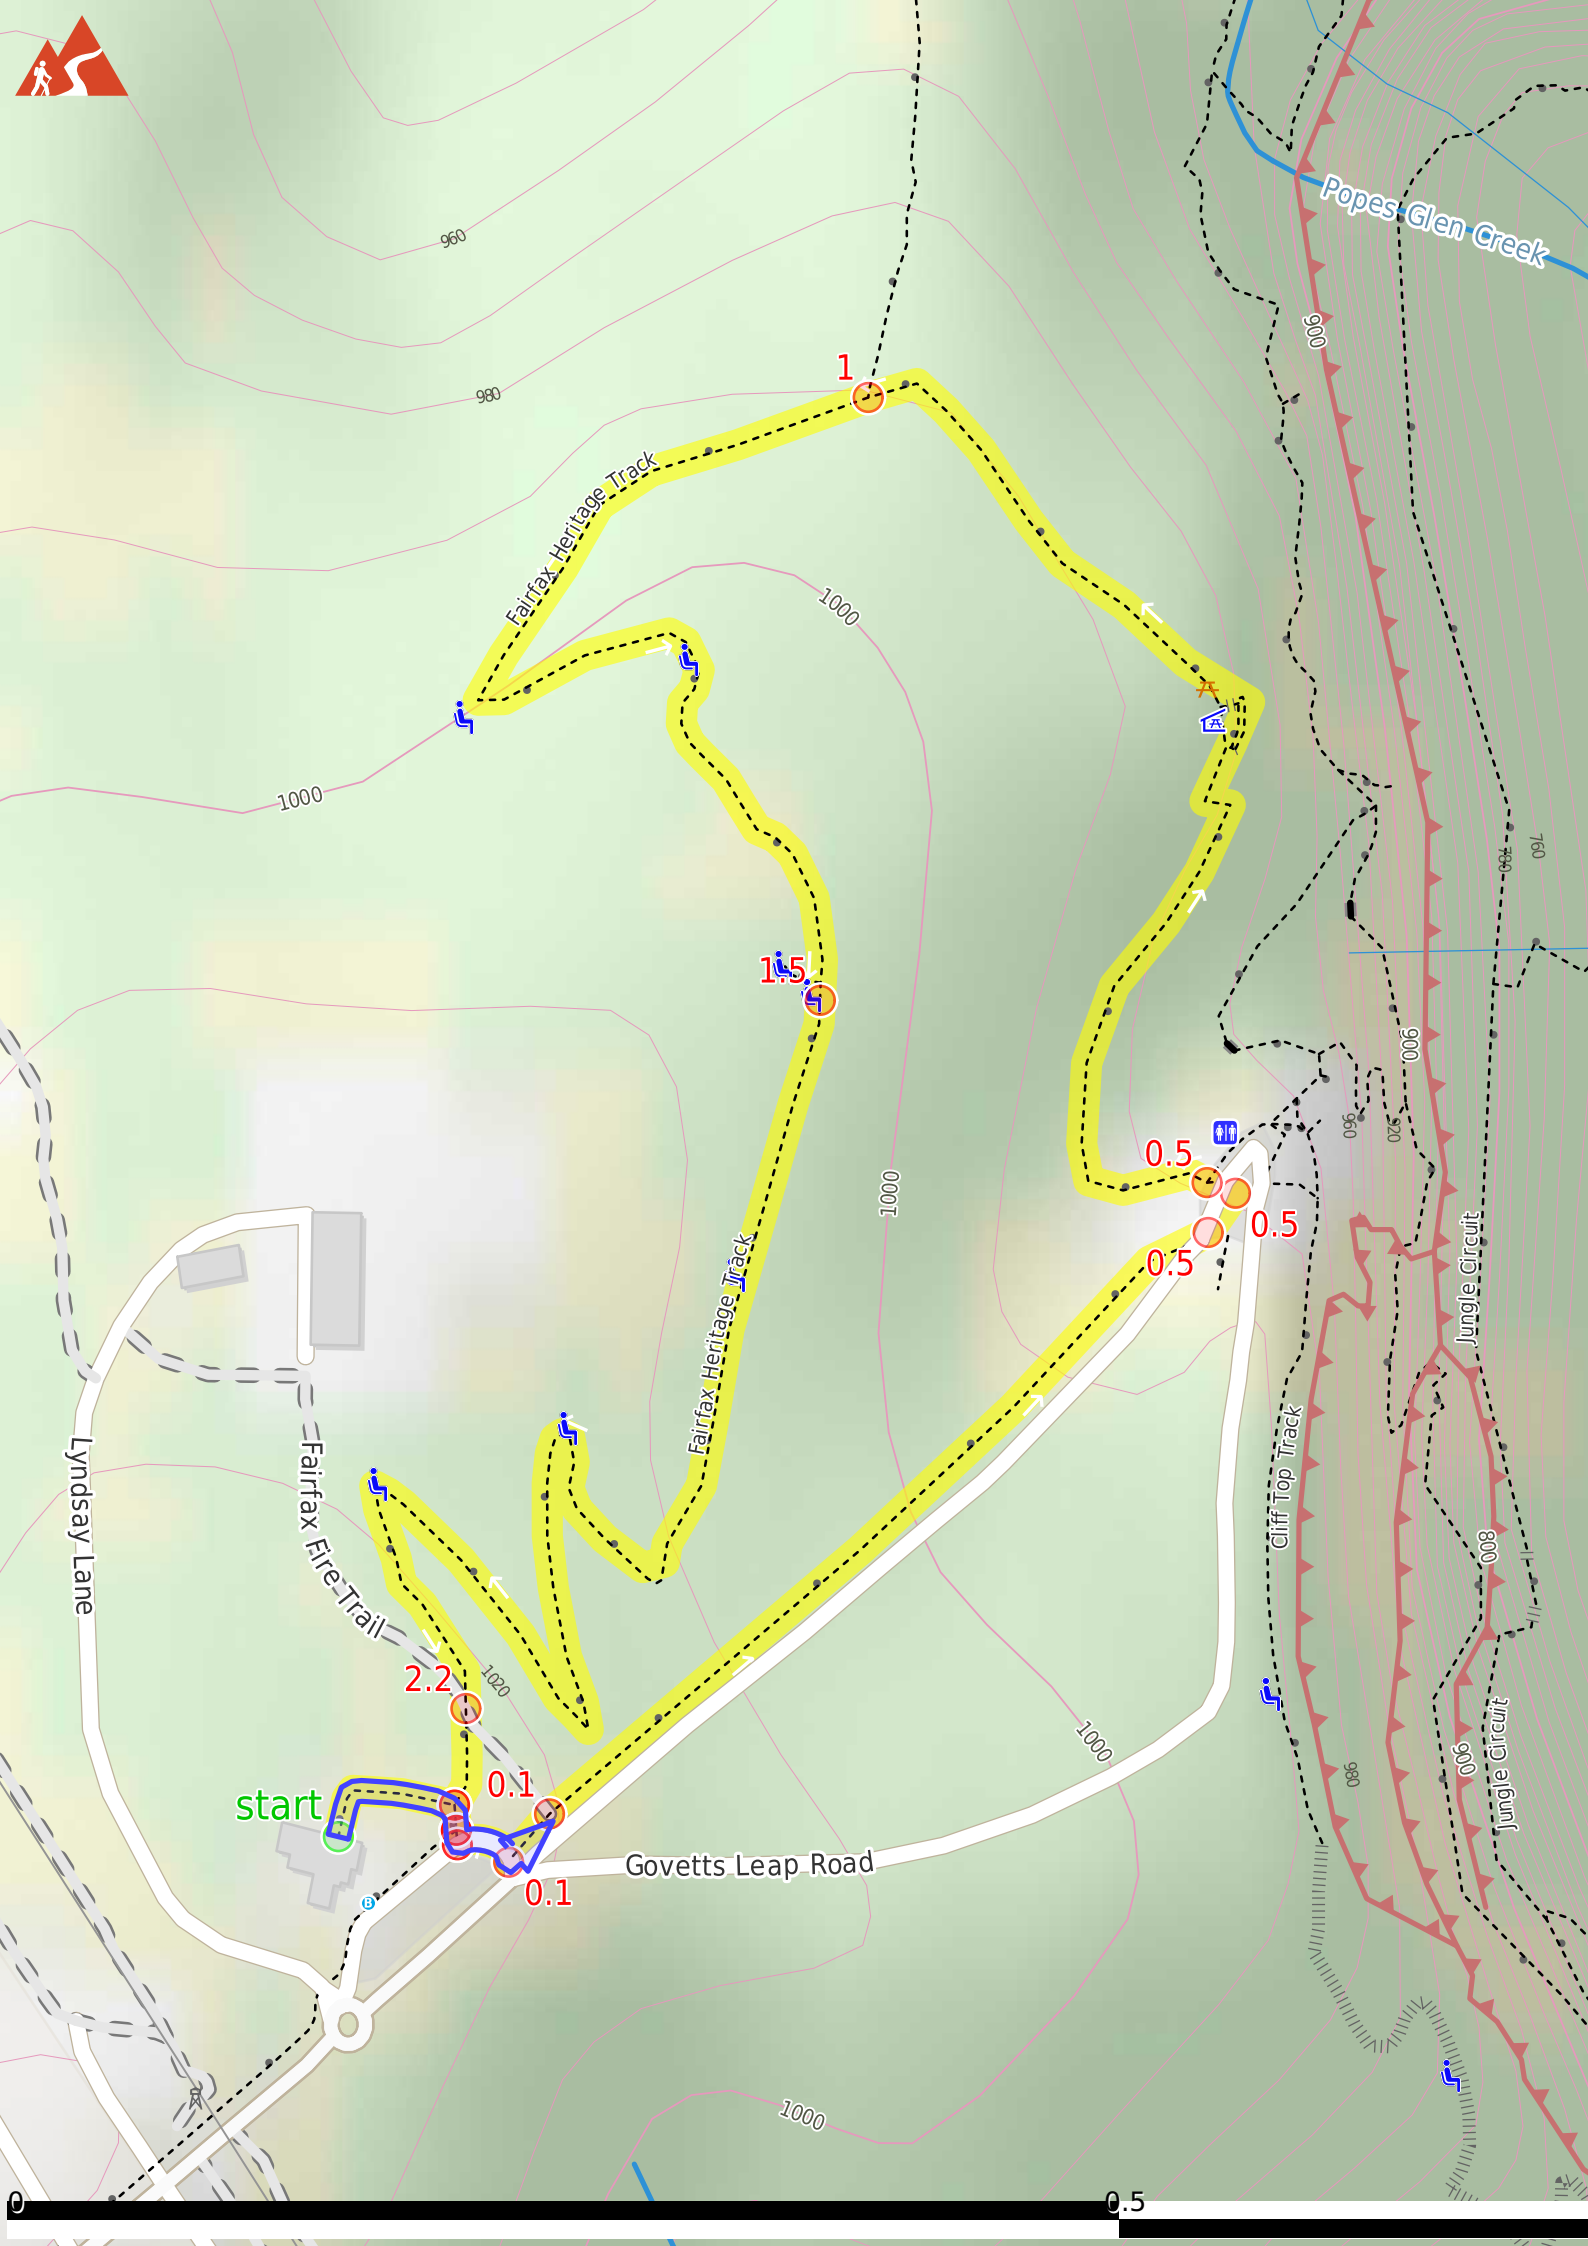 Popes Glen Creek
960
900
1
980
Fairfax Heritage Track
1000
1000
760
780
1.5
900
960
920
0.5
1000
0.5
0.5
Jungle Circuit
Fairfax Heritage Track
Lyndsay Lane
Fairfax Fire Trail
Cliff Top Track
800
2.2
1020
1000
0.1
start
980
900
Jungle Circuit
Govetts Leap Road
0.1
B
1000
0
0.5